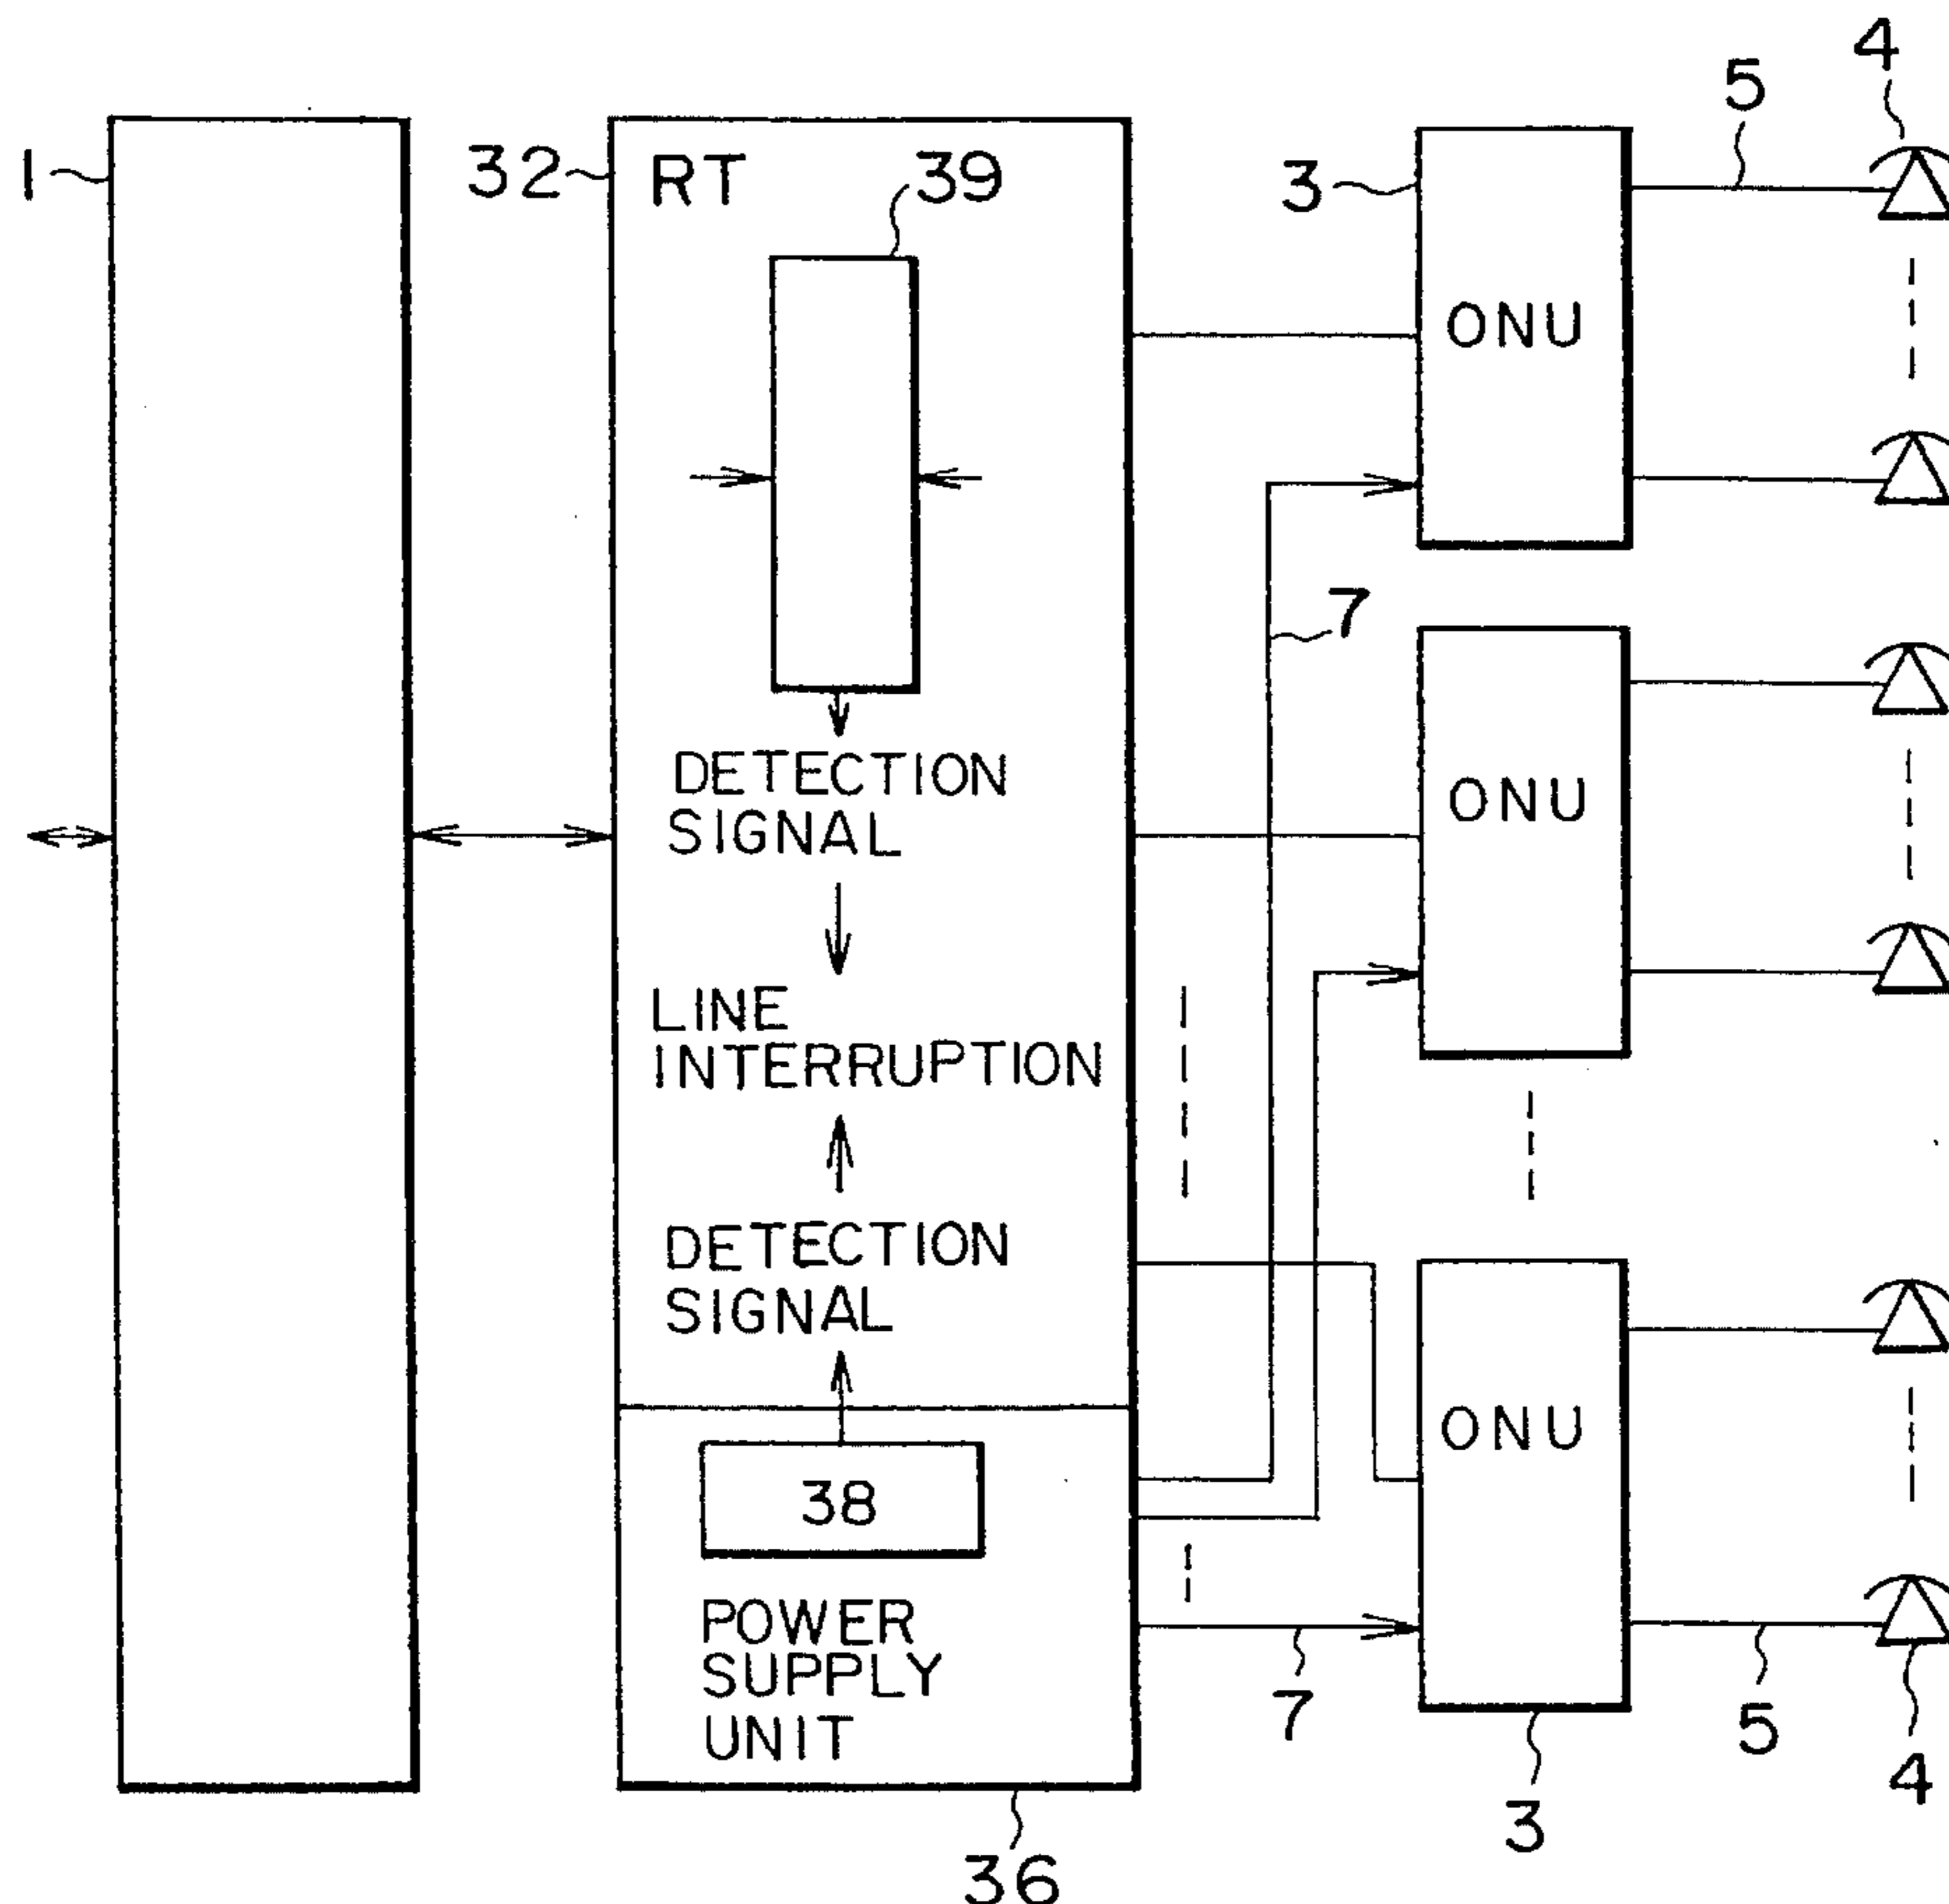 4
5
1
32
RT
39
3
ONU
7
DETECTION
SIGNAL
ONU
LINE
INTERRUPTION
DETECTION
SIGNAL
ONU
38
POWER
SUPPLY
UNIT
7
5
4
3
36